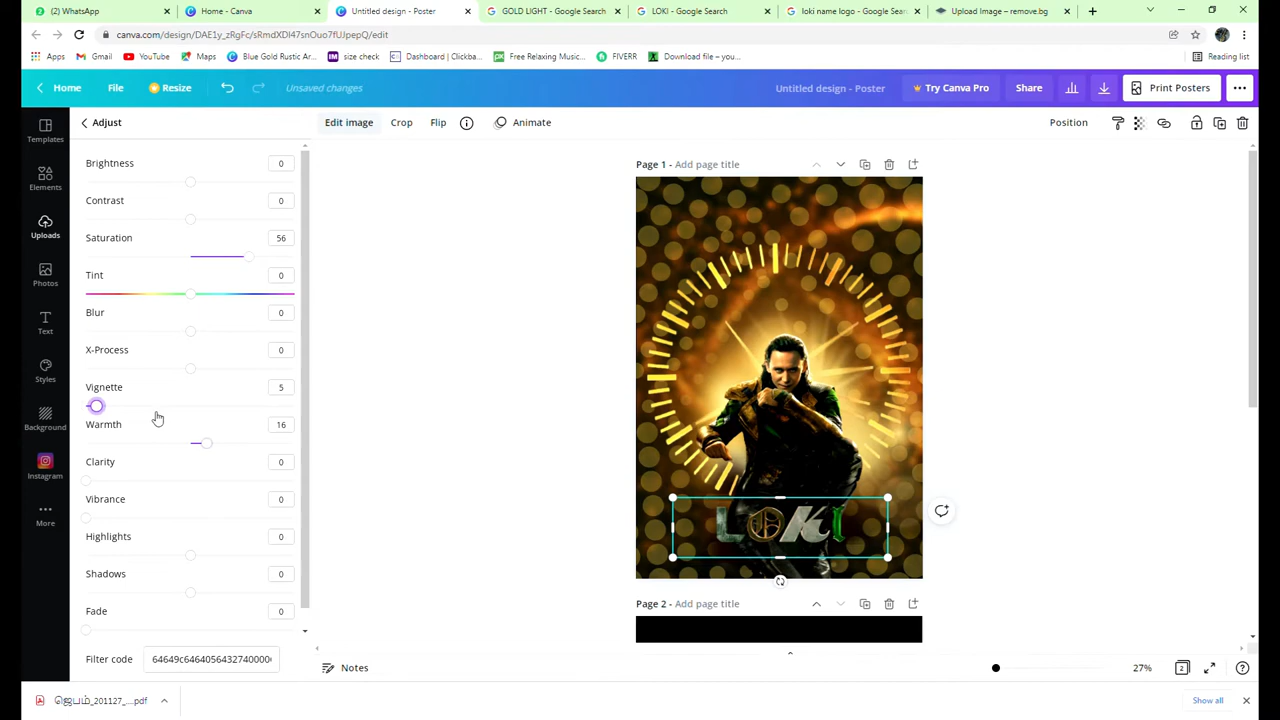 (2) WhatsApp
Home - Canva
Untitled design - Poster
GOLD LIGHT - Google Search
LOKI - Google Search
loki name logo - Google Search
Upload Image – remove.bg
canva.com/design/DAE1y_zRgFc/sRmdXDl47snOuo7fUJpepQ/edit
Apps
Gmail
YouTube
Maps
Blue Gold Rustic Ar...
size check
Dashboard | Clickba...
Free Relaxing Music...
FIVERR
Download file – you...
Reading list
Home
File
Resize
Unsaved changes
Untitled design - Poster
Try Canva Pro
Share
Print Posters
Adjust
Edit image
Crop
Flip
Animate
Position
Templates
Elements
Uploads
Photos
Text
Styles
Background
Instagram
More
Brightness 0
Contrast 0
Saturation 56
Tint 0
Blur 0
X-Process 0
Vignette 5
Warmth 16
Clarity 0
Vibrance 0
Highlights 0
Shadows 0
Fade 0
Filter code
Page 1 - Add page title
LOKI
Page 2 - Add page title
Notes
27%
2
ஜெபம்_201127_....pdf
Show all